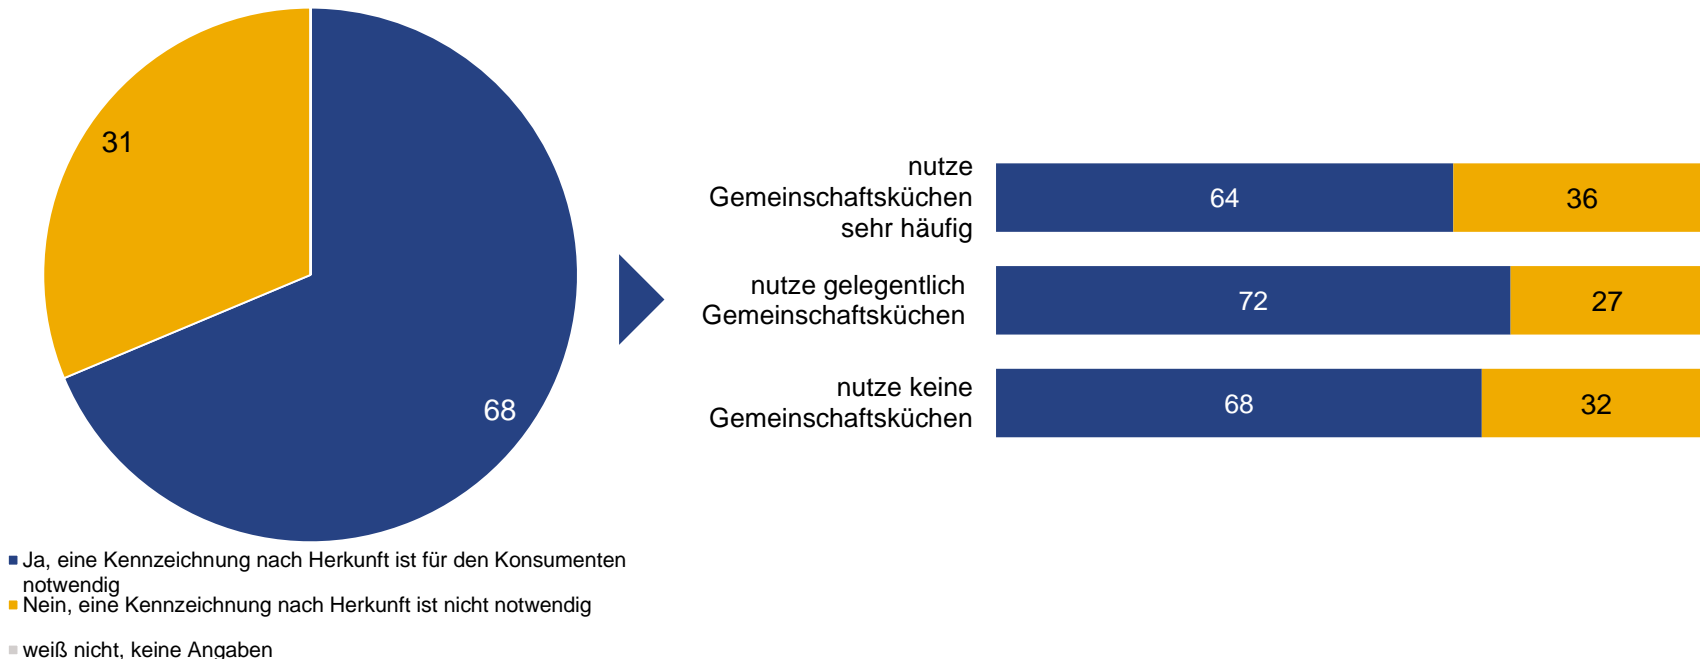 31
68
nutze
Gemeinschaftsküchen
sehr häufig
64
36
nutze gelegentlich
Gemeinschaftsküchen
72
27
nutze keine
Gemeinschaftsküchen
68
32
Ja, eine Kennzeichnung nach Herkunft ist für den Konsumenten
notwendig
Nein, eine Kennzeichnung nach Herkunft ist nicht notwendig
weiß nicht, keine Angaben